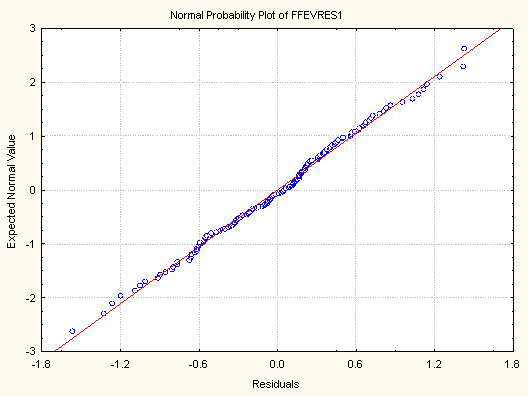 Normal Probability Plot of FFEVRES1
Expected Normal Value
3
2
1
0
-1
-2
-3
-1.8 -1.2 -0.6 0.0 0.6 1.2 1.8
Residuals